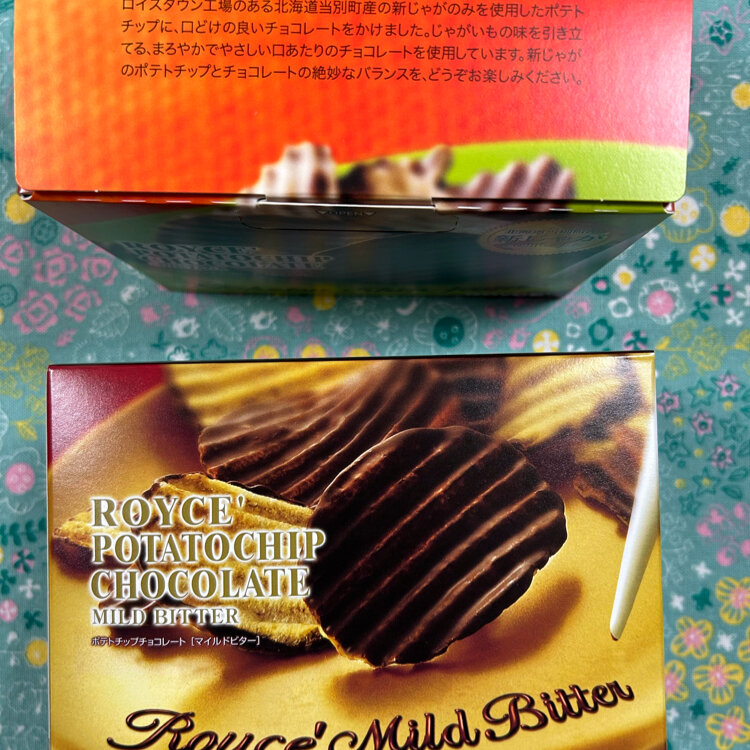 ロイズタウン工場のある北海道当別町産の新じゃがのみを使用したポテト
チップに、口どけの良いチョコレートをかけました。じゃがいもの味を引き立
てる、まろやかでやさしい口あたりのチョコレートを使用しています。新じゃが
のポテトチップとチョコレートの絶妙なバランスを、どうぞお楽しみください。
OPEN
ROYCE'
POTATOCHIP
CHOCOLATE
ROYCE'
POTATOCHIP
CHOCOLATE
MILD BITTER
ポテトチップチョコレート [マイルドビター]
Royce' Mild Bitter